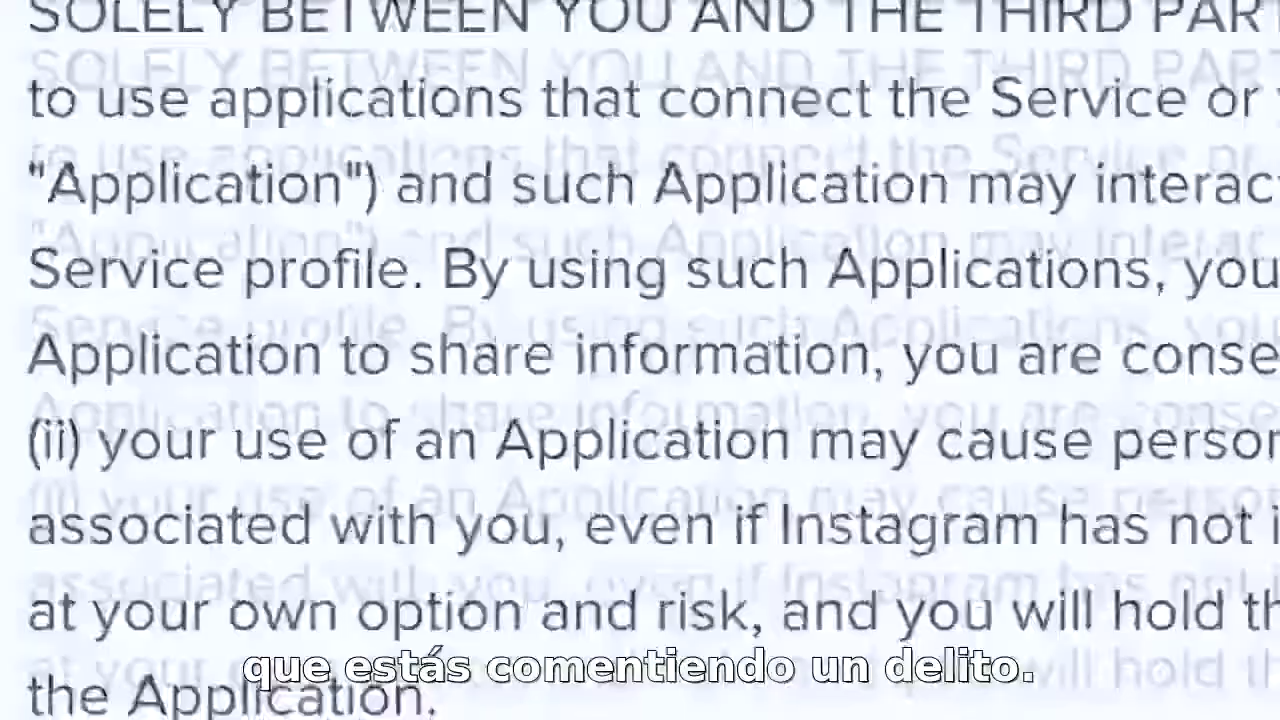 SOLELY BETWEEN YOU AND THE THIRD PART
to use applications that connect the Service or
"Application") and such Application may interac
Service profile. By using such Applications, you
Application to share information, you are conse
(ii) your use of an Application may cause person
associated with you, even if Instagram has not i
at your own option and risk, and you will hold th
the Application.
que estás comentiendo un delito.